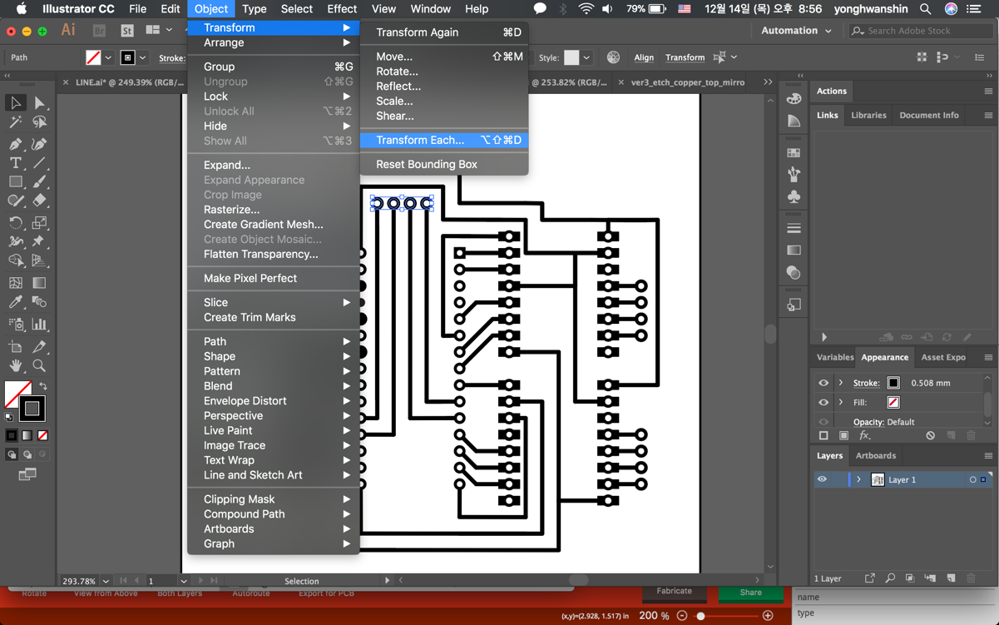 Illustrator CC File Edit Object Type Select Effect View Window Help 79% 12월 14일 (목) 오후 8:56 yonghwanshin
Ai Br St Automation Search Adobe Stock
Path Stroke: Style: Align Transform
LINE.ai* @ 249.39% (RGB/... @ 253.82% (RGB/... ver3_etch_copper_top_mirro
Transform
Arrange
Group ⌘G
Ungroup ⇧⌘G
Lock
Unlock All ⌥⌘2
Hide
Show All ⌥⌘3
Expand...
Expand Appearance
Crop Image
Rasterize...
Create Gradient Mesh...
Create Object Mosaic...
Flatten Transparency...
Make Pixel Perfect
Slice
Create Trim Marks
Path
Shape
Pattern
Blend
Envelope Distort
Perspective
Live Paint
Image Trace
Text Wrap
Line and Sketch Art
Clipping Mask
Compound Path
Artboards
Graph
Transform Again ⌘D
Move... ⇧⌘M
Rotate...
Reflect...
Scale...
Shear...
Transform Each... ⌥⇧⌘D
Reset Bounding Box
Actions
Links Libraries Document Info
Variables Appearance Asset Expo
Stroke: 0.508 mm
Fill:
Opacity: Default
fx.
Layers Artboards
Layer 1
1 Layer
293.78% 1 Selection
Rotate View from Above Both Layers Autoroute Export for PCB Fabricate Share
(x,y)=(2.928, 1.517) in 200 %
name
type